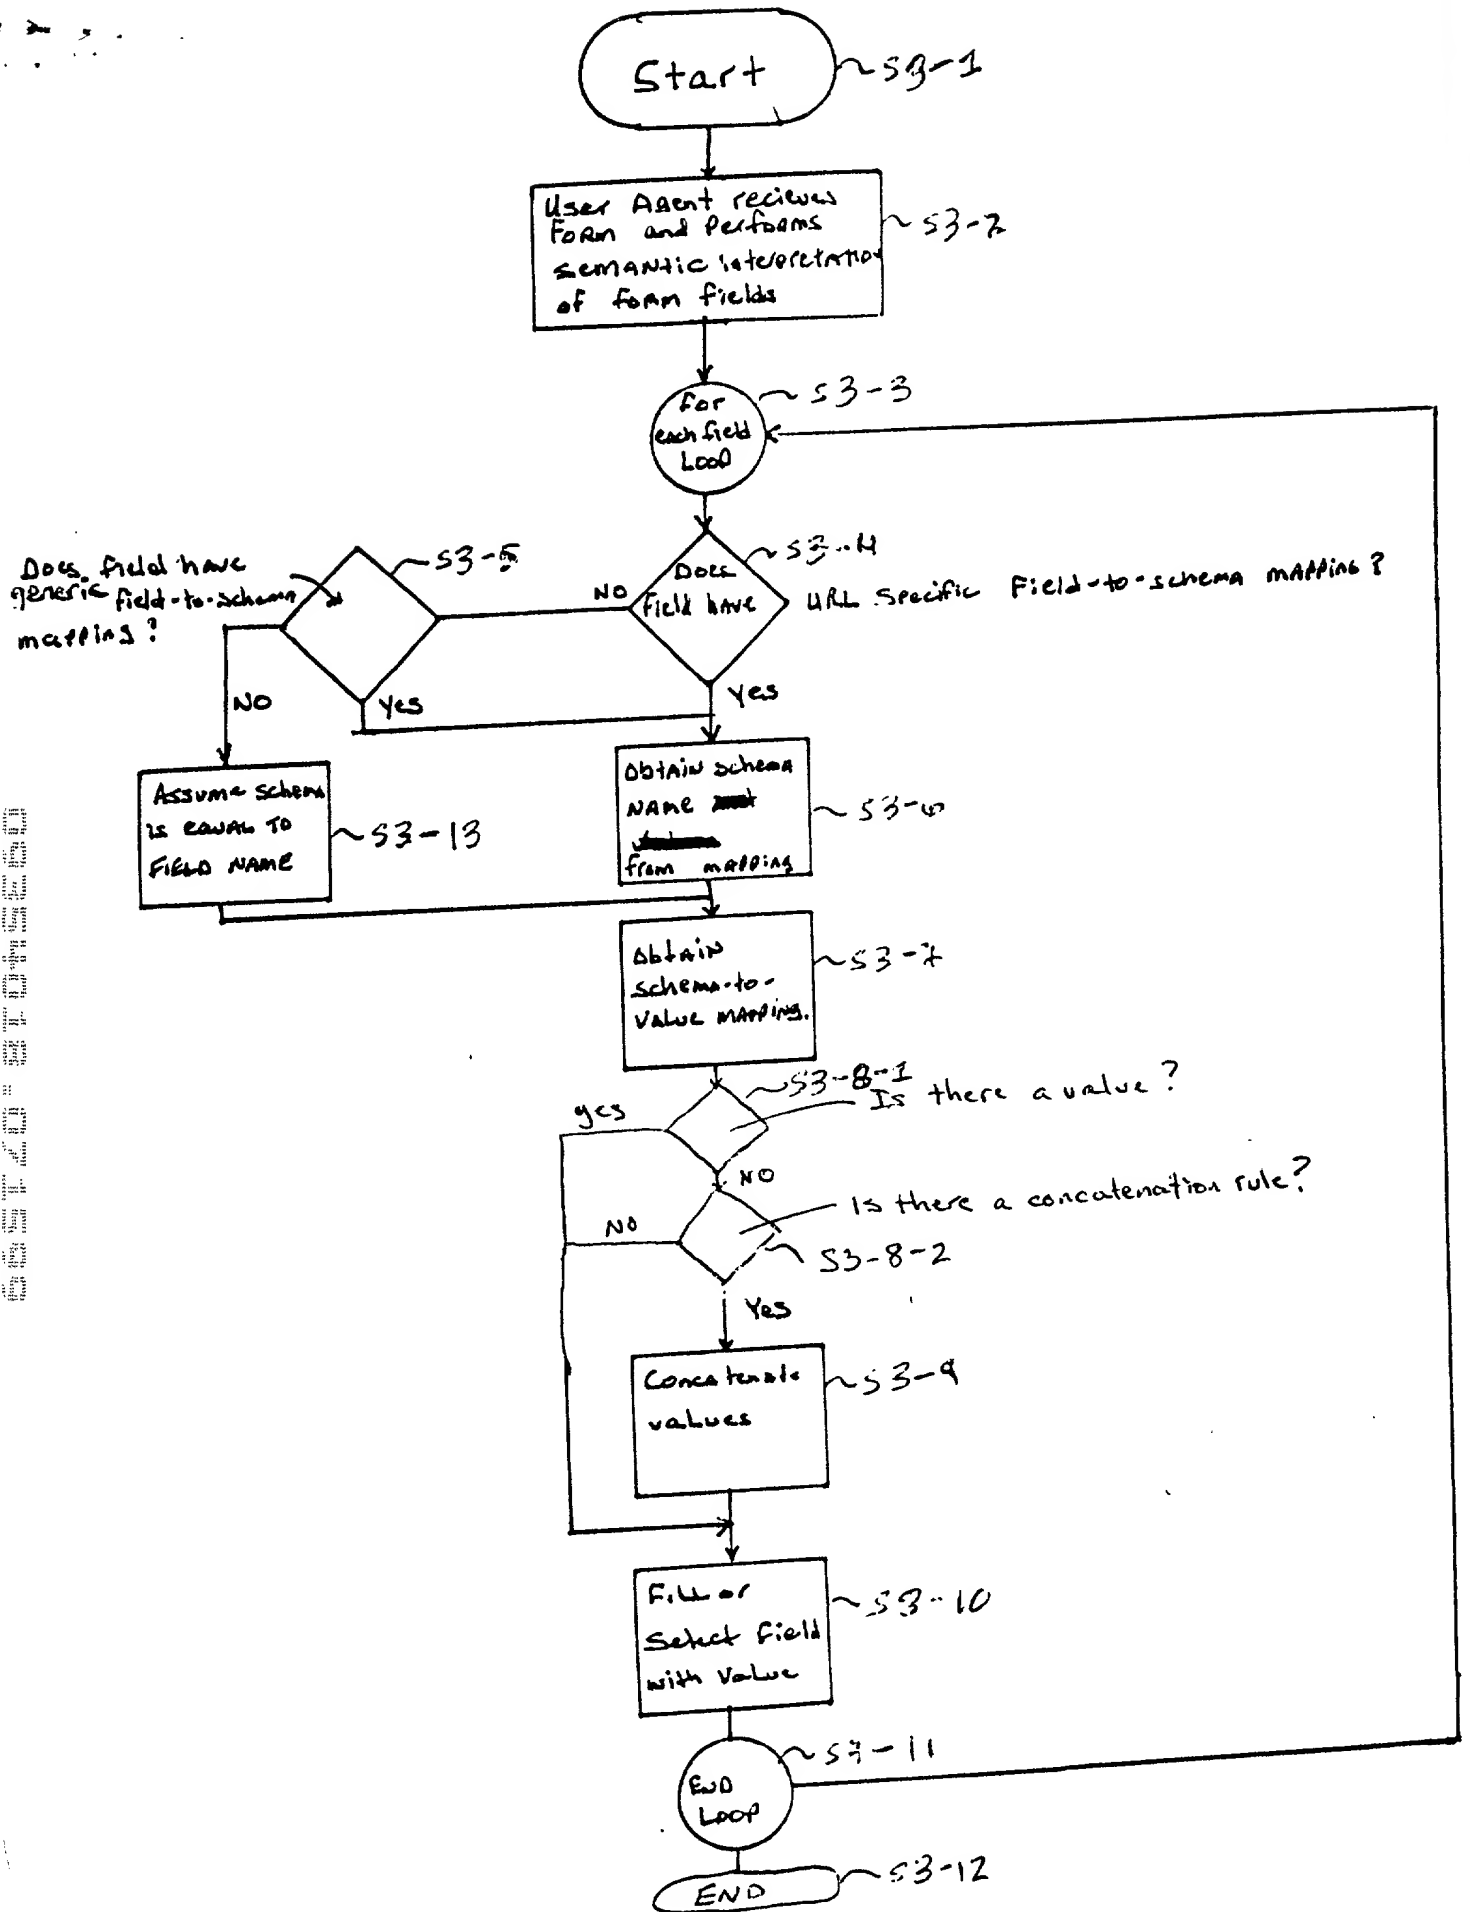 Start
S3-1
User Agent recieves
Form and Performs
semantic interpretation
of form fields
S3-2
for
each field
Loop
S3-3
Does
field have
URL specific Field-to-schema mapping?
S3-4
NO
Yes
Does field have
generic field-to-schema
mapping?
S3-5
NO
Yes
Assume schema
is equal to
field name
S3-13
Obtain schema
name
from mapping
S3-6
Obtain
schema-to-
value mapping.
S3-7
S3-8-1
Is there a value?
yes
NO
Is there a concatenation rule?
S3-8-2
NO
Yes
Concatenate
values
S3-9
Fill or
Select field
with value
S3-10
END
LOOP
S3-11
END
S3-12
09354018.071599